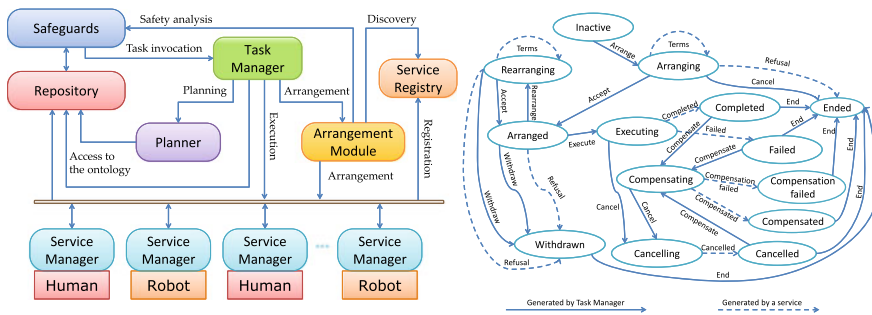 Safeguards
Safety analysis
Discovery
Task invocation
Task
Manager
Service
Registry
Repository
Planning
Arrangement
Planner
Execution
Arrangement
Module
Registration
Access to
the ontology
Arrangement
Service
Manager
Human
Service
Manager
Robot
Service
Manager
Human
Service
Manager
Robot
Inactive
Arrange
Terms
Terms
Rearranging
Arranging
Refusal
Cancel
Accept
Accept
Rearrange
Arranged
Execute
Executing
Completed
Completed
End
Ended
Failed
Compensate
End
Failed
End
Compensate
Compensating
Compensation
failed
Compensation
failed
Compensated
Compensated
End
End
Withdraw
Withdraw
Refusal
Cancel
Cancel
Compensate
Withdrawn
Refusal
Cancelling
Cancelled
Cancelled
End
Generated by Task Manager
Generated by a service